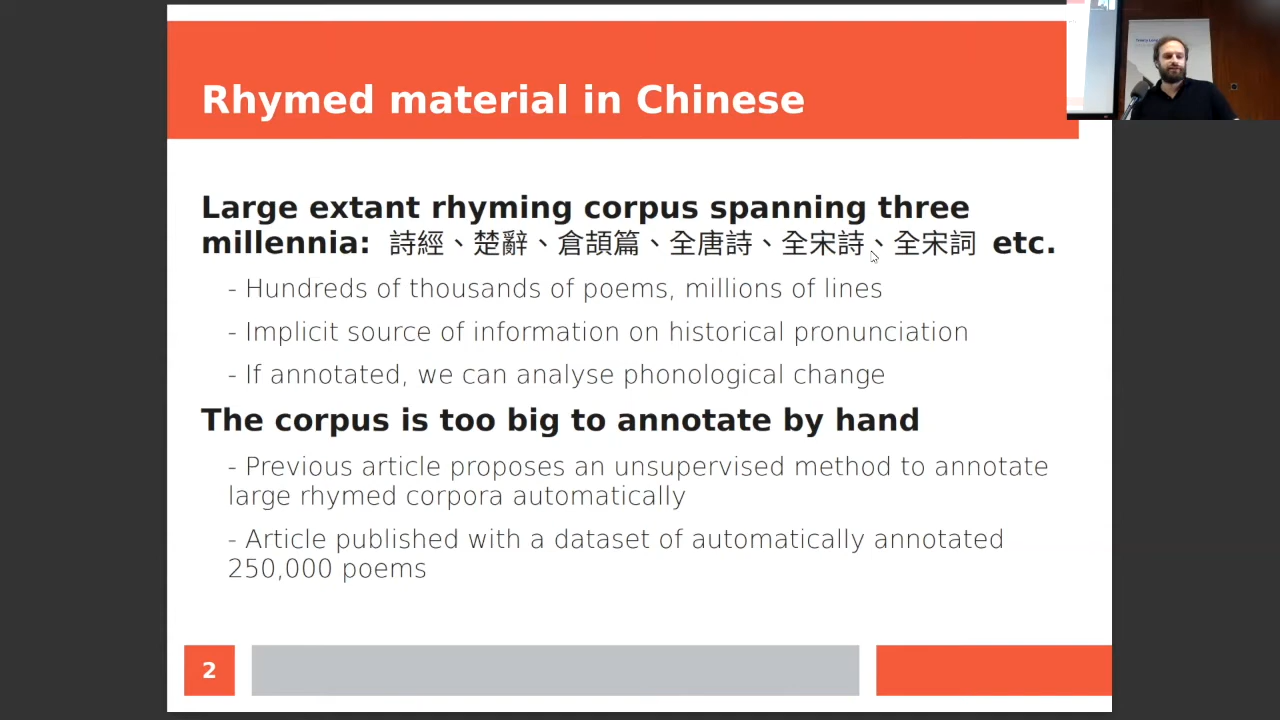 Rhymed material in Chinese
Large extant rhyming corpus spanning three
millennia: 詩經、楚辭、倉頡篇、全唐詩、全宋詩、全宋詞 etc.
- Hundreds of thousands of poems, millions of lines
- Implicit source of information on historical pronunciation
- If annotated, we can analyse phonological change
The corpus is too big to annotate by hand
- Previous article proposes an unsupervised method to annotate
large rhymed corpora automatically
- Article published with a dataset of automatically annotated
250,000 poems
2